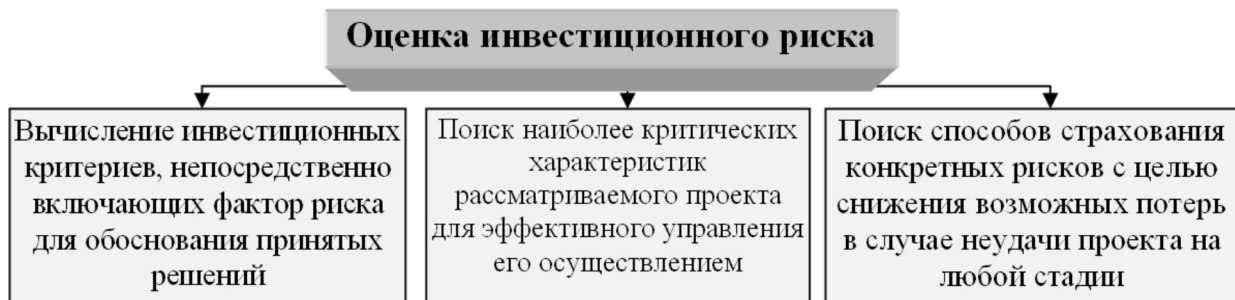 Оценка инвестиционного риска
Вычисление инвестиционных
критериев, непосредственно
включающих фактор риска
для обоснования принятых
решений
Поиск наиболее критических
характеристик
рассматриваемого проекта
для эффективного управления
его осуществлением
Поиск способов страхования
конкретных рисков с целью
снижения возможных потерь
в случае неудачи проекта на
любой стадии